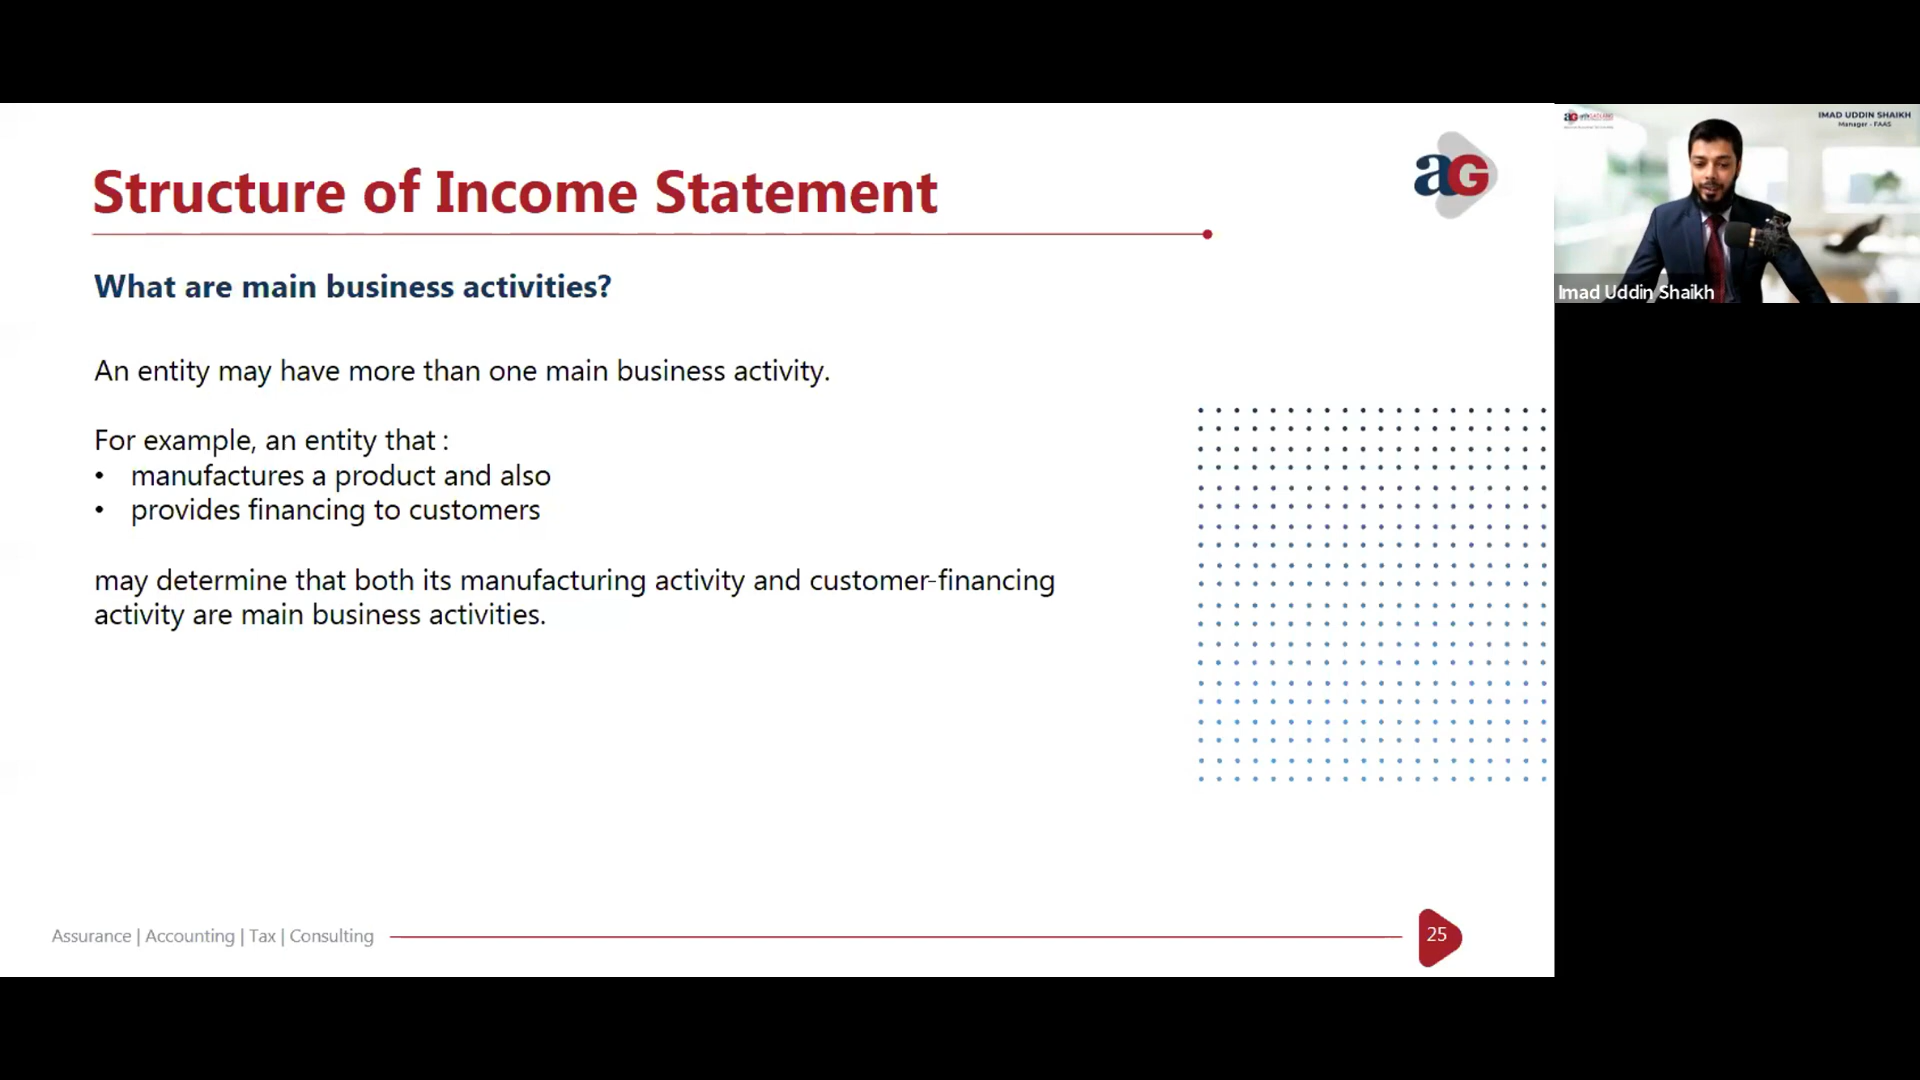 Structure of Income Statement
aG
What are main business activities?
An entity may have more than one main business activity.
For example, an entity that :
• manufactures a product and also
• provides financing to customers
may determine that both its manufacturing activity and customer-financing
activity are main business activities.
Assurance | Accounting | Tax | Consulting
25
aG
IMAD UDDIN SHAIKH
Manager - FAAS
Imad Uddin Shaikh